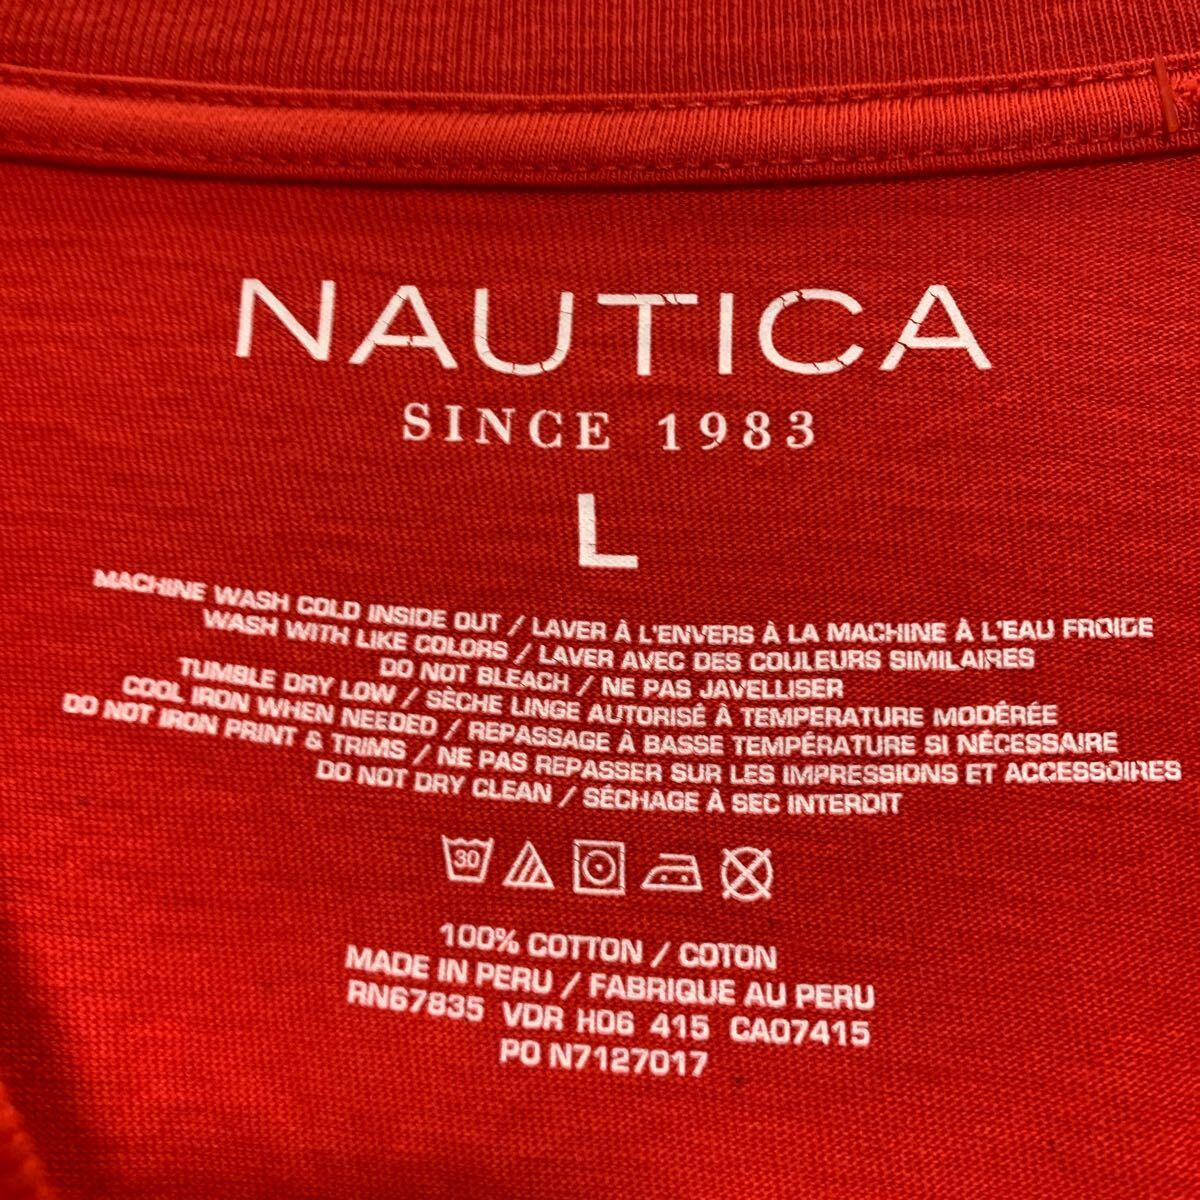 NAUTICA
SINCE 1983
L
MACHINE WASH COLD INSIDE OUT / LAVER À L'ENVERS À LA MACHINE À L'EAU FROIDE
WASH WITH LIKE COLORS / LAVER AVEC DES COULEURS SIMILAIRES
DO NOT BLEACH / NE PAS JAVELLISER
TUMBLE DRY LOW / SÈCHE LINGE AUTORISÉ À TEMPÉRATURE MODÉRÉE
COOL IRON WHEN NEEDED / REPASSAGE À BASSE TEMPÉRATURE SI NÉCESSAIRE
DO NOT IRON PRINT & TRIMS / NE PAS REPASSER SUR LES IMPRESSIONS ET ACCESSOIRES
DO NOT DRY CLEAN / SÉCHAGE À SEC INTERDIT
30
100% COTTON / COTON
MADE IN PERU / FABRIQUE AU PERU
RN67835 VDR H06 415 CA07415
PO N7127017